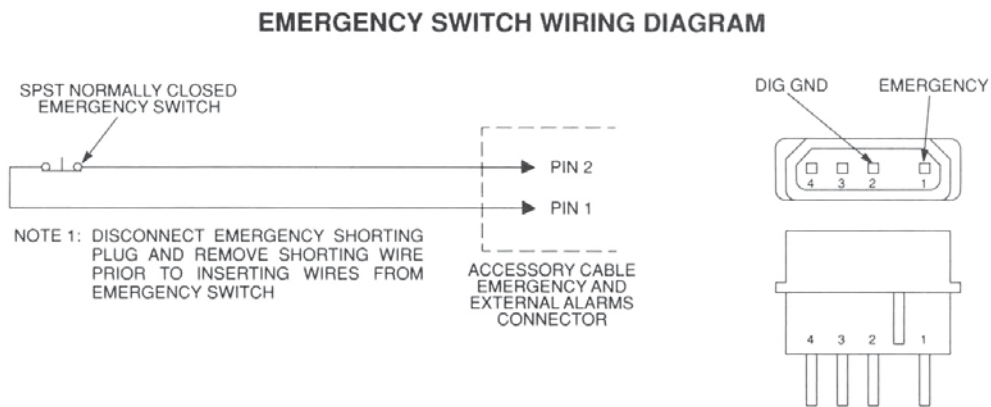 EMERGENCY SWITCH WIRING DIAGRAM
SPST NORMALLY CLOSED
EMERGENCY SWITCH
PIN 2
PIN 1
NOTE 1: DISCONNECT EMERGENCY SHORTING
PLUG AND REMOVE SHORTING WIRE
PRIOR TO INSERTING WIRES FROM
EMERGENCY SWITCH
ACCESSORY CABLE
EMERGENCY AND
EXTERNAL ALARMS
CONNECTOR
DIG GND
EMERGENCY
4 3 2 1
4 3 2 1